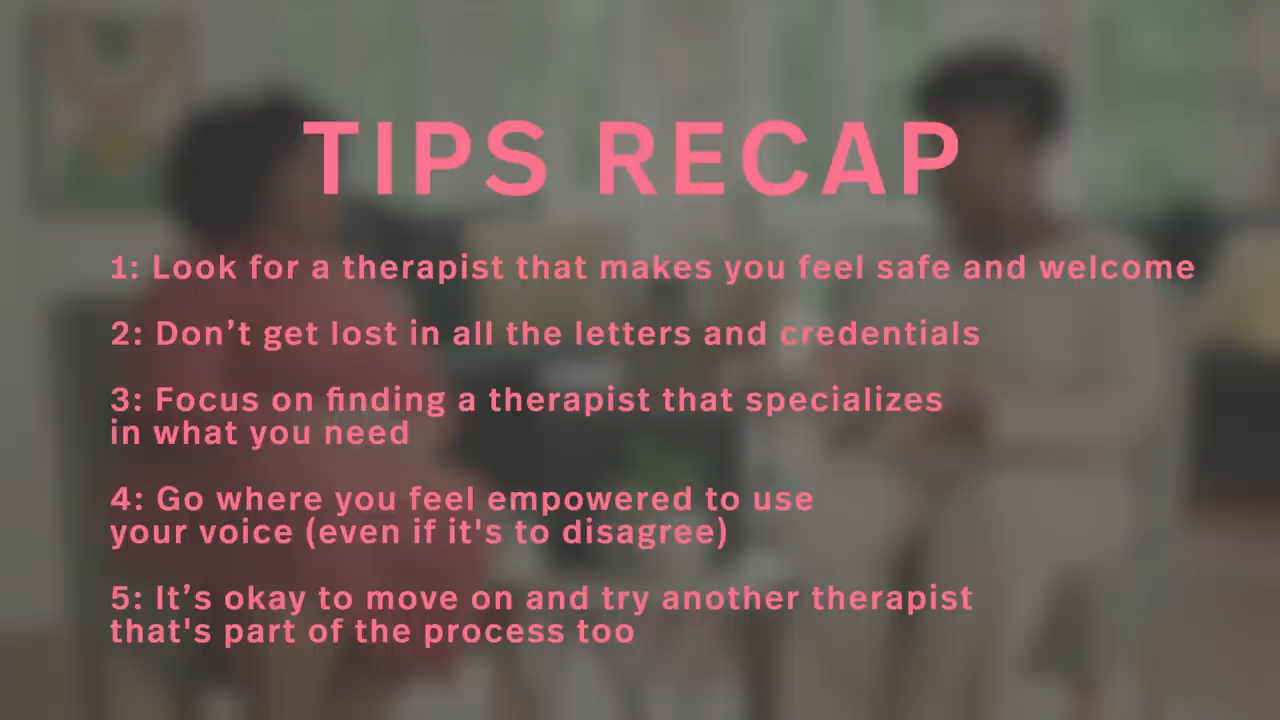 TIPS RECAP
1: Look for a therapist that makes you feel safe and welcome
2: Don’t get lost in all the letters and credentials
3: Focus on finding a therapist that specializes
in what you need
4: Go where you feel empowered to use
your voice (even if it's to disagree)
5: It’s okay to move on and try another therapist
that's part of the process too